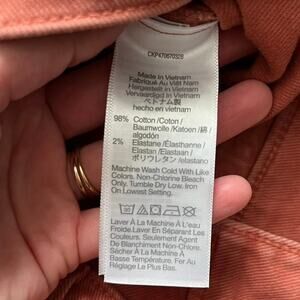 CKP470670328
Made in Vietnam
Fabriqué Au Viêt Nam
Hergestellt in Vietnam
Vervaardigd in Vietnam
ベトナム製
hecho en vietnam
98% Cotton / Coton /
Baumwolle / Katoen / 綿 /
algodón
2% Elastane / Élasthanne /
Elastan / Elastaan /
ポリウレタン / elastano
Machine Wash Cold With Like
Colors. Non-Chlorine Bleach
Only. Tumble Dry Low. Iron
On Lowest Setting.
Laver À La Machine À L'eau
Froide. Laver En Séparant Les
Couleurs. Seulement Agent
De Blanchiment Non-Chloré.
Sécher À La Machine À
Température Min. Fer Au
Réglage Le Plus Bas.